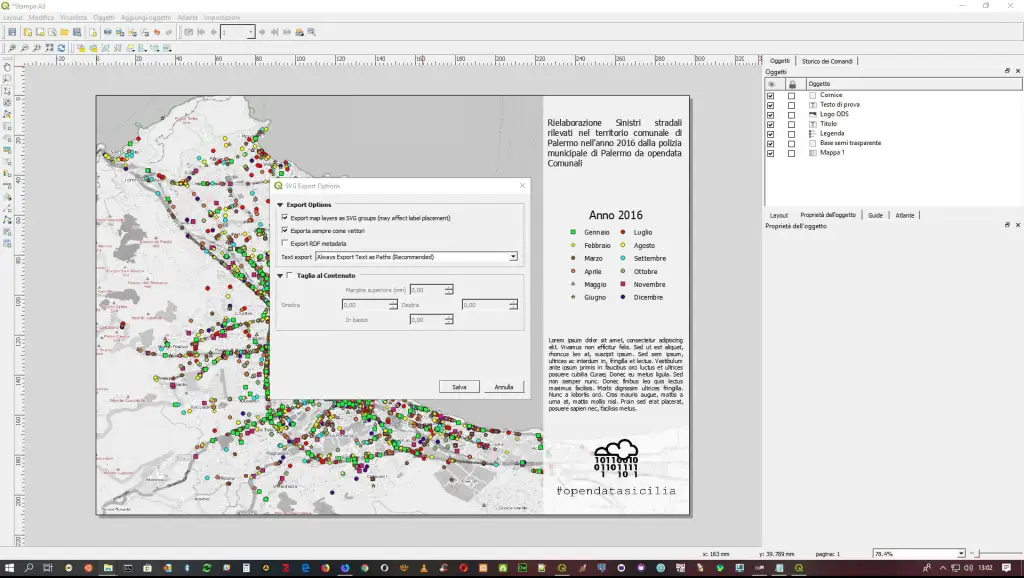 *Stampa A3
Layout Modifica Visualizza Oggetti Aggiungi oggetto Atlante Impostazioni
1
Oggetti Storico dei Comandi
Oggetti
Oggetto
Cornice
Testo di prova
Logo ODS
Titolo
Legenda
Base semi trasparente
Mappa 1
Layout Proprietà dell'oggetto Guide Atlante
Proprietà dell'oggetto
Rielaborazione Sinistri stradali
rilevati nel territorio comunale di
Palermo nell'anno 2016 dalla polizia
municipale di Palermo da opendata
Comunali
SVG Export Options
Export Options
Export map layers as SVG groups (may affect label placement)
Esporta sempre come vettori
Export RDF metadata
Text export Always Export Text as Paths (Recommended)
Taglia al Contenuto
Margine superiore (mm) 0,00
Sinistra 0,00 Destra 0,00
In basso 0,00
Salva Annulla
Anno 2016
Gennaio Luglio
Febbraio Agosto
Marzo Settembre
Aprile Ottobre
Maggio Novembre
Giugno Dicembre
Lorem ipsum dolor sit amet, consectetur adipiscing
elit. Vivamus non efficitur felis. Sed ut est aliquet,
rhoncus leo at, suscipit ipsum. Sed sem ipsum,
ultrices ac interdum in, fringilla et lectus. Vestibulum
ante ipsum primis in faucibus orci luctus et ultrices
posuere cubilia Curae; Donec eu metus ligula. Sed
non semper nunc. Donec finibus leo quis lectus
maximus facilisis. Morbi dignissim ultrices fringilla.
Nunc a lobortis orci. Cras mauris augue, mattis a
urna at, mattis mollis nisl. Proin sed erat placerat,
posuere sapien nec, facilisis metus.
10110010
01101111
1 10 1
#opendatasicilia
x: 163 mm y: 39.789 mm pagina: 1 78.4%
13:02